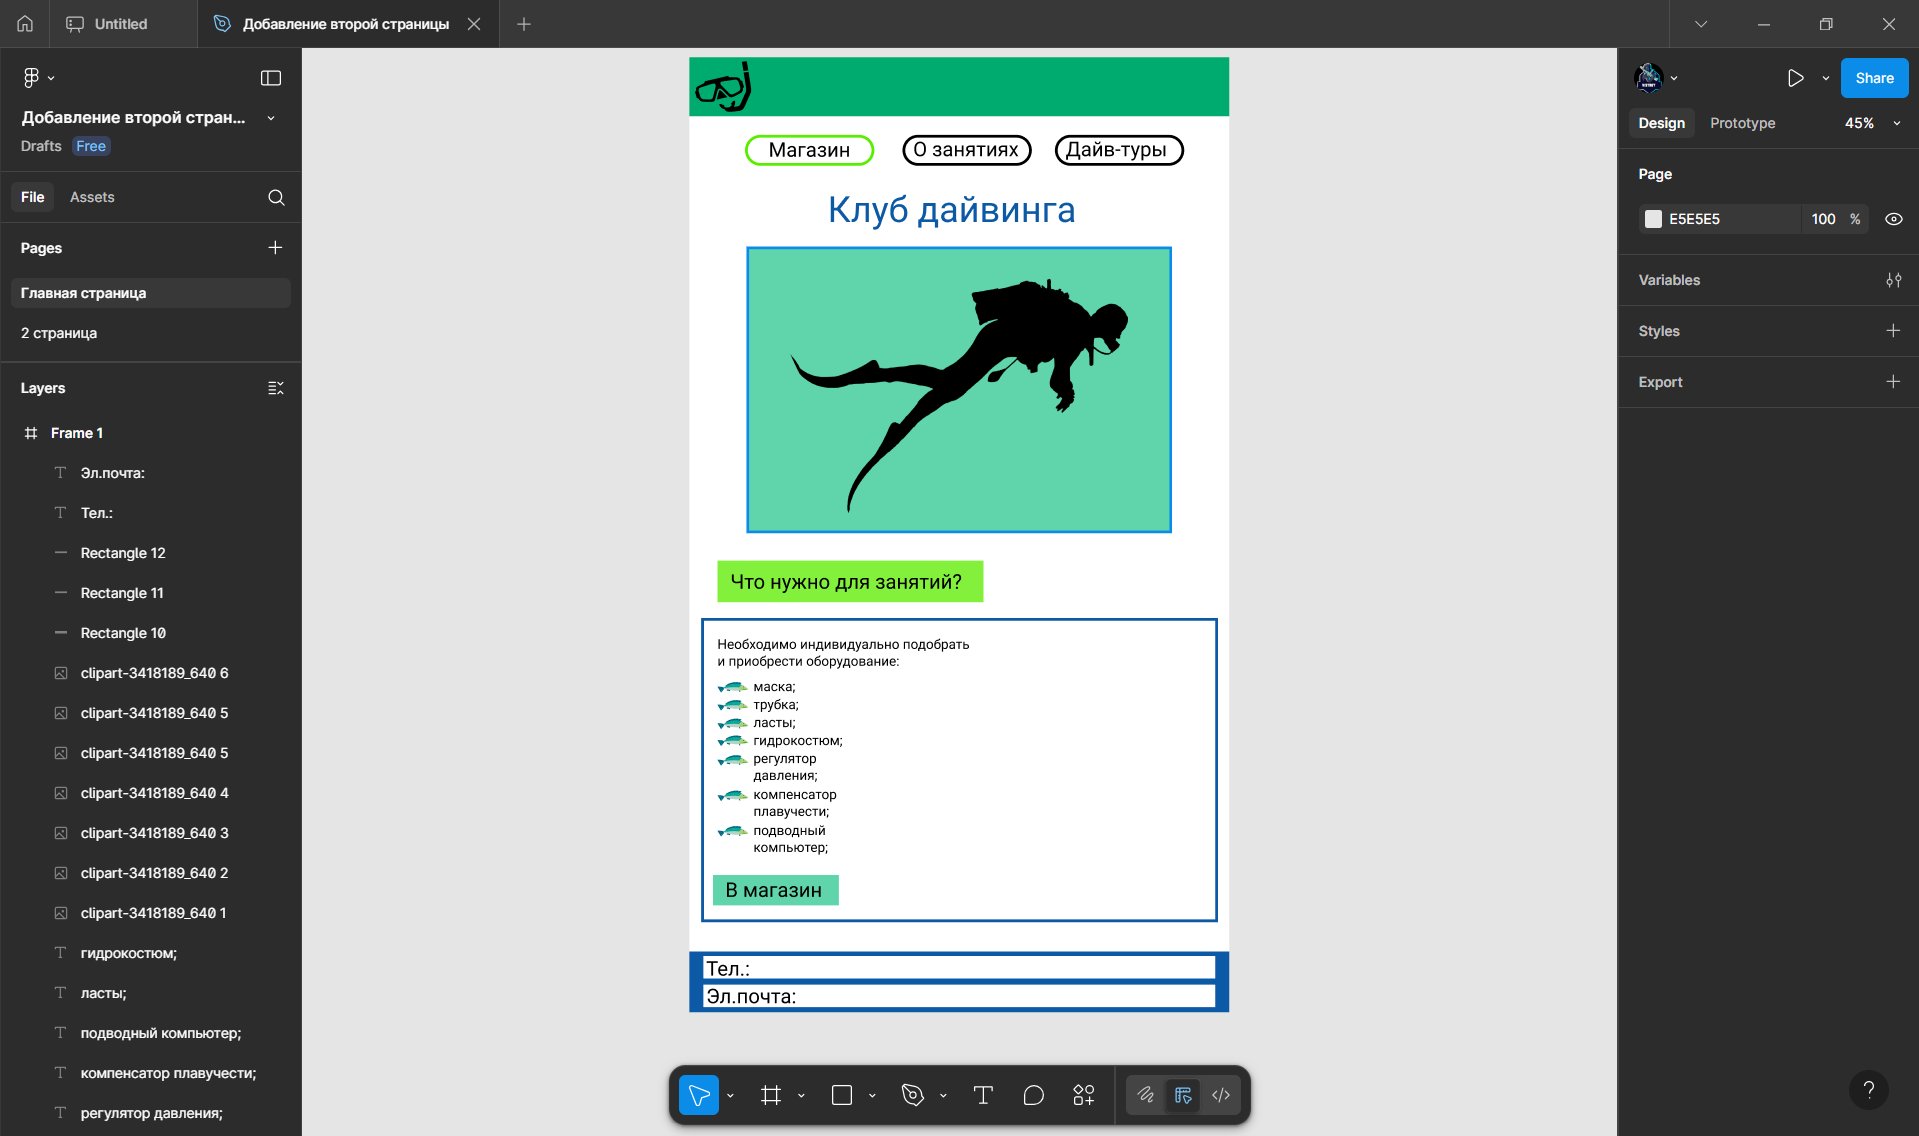 Untitled
Добавление второй страницы
Добавление второй стран...
Drafts Free
File Assets
Pages
Главная страница
2 страница
Layers
Frame 1
Эл.почта:
Тел.:
Rectangle 12
Rectangle 11
Rectangle 10
clipart-3418189_640 6
clipart-3418189_640 5
clipart-3418189_640 5
clipart-3418189_640 4
clipart-3418189_640 3
clipart-3418189_640 2
clipart-3418189_640 1
гидрокостюм;
ласты;
подводный компьютер;
компенсатор плавучести;
регулятор давления;
Магазин О занятиях Дайв-туры
Клуб дайвинга
Что нужно для занятий?
Необходимо индивидуально подобрать
и приобрести оборудование:
маска;
трубка;
ласты;
гидрокостюм;
регулятор
давления;
компенсатор
плавучести;
подводный
компьютер;
В магазин
Тел.:
Эл.почта:
Share
Design Prototype 45%
Page
E5E5E5 100 %
Variables
Styles
Export
?